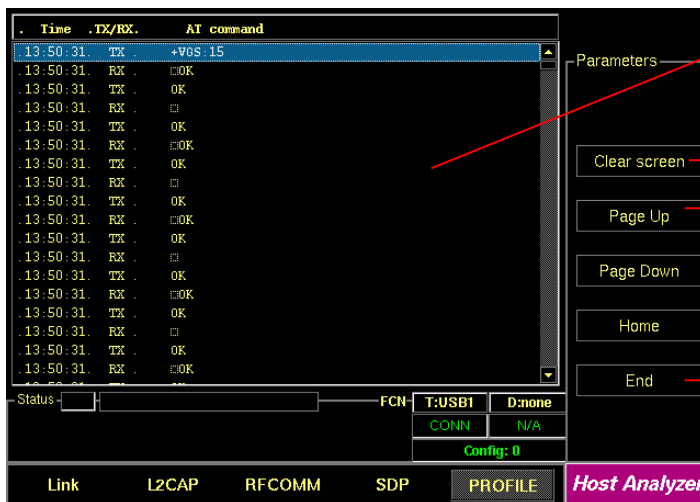 . Time .TX/RX. AT command
.13:50:31. TX . +VGS:15
.13:50:31. RX . OK
.13:50:31. TX . OK
.13:50:31. RX .
.13:50:31. TX . OK
.13:50:31. RX . OK
.13:50:31. TX . OK
.13:50:31. RX .
.13:50:31. TX . OK
.13:50:31. RX . OK
.13:50:31. TX . OK
.13:50:31. RX .
.13:50:31. TX . OK
.13:50:31. RX . OK
.13:50:31. TX . OK
.13:50:31. RX .
.13:50:31. TX . OK
.13:50:31. RX . OK
Parameters
Clear screen
Page Up
Page Down
Home
End
Status
FCN
T:USB1 D:none
CONN N/A
Config: 0
Link L2CAP RFCOMM SDP PROFILE Host Analyzer